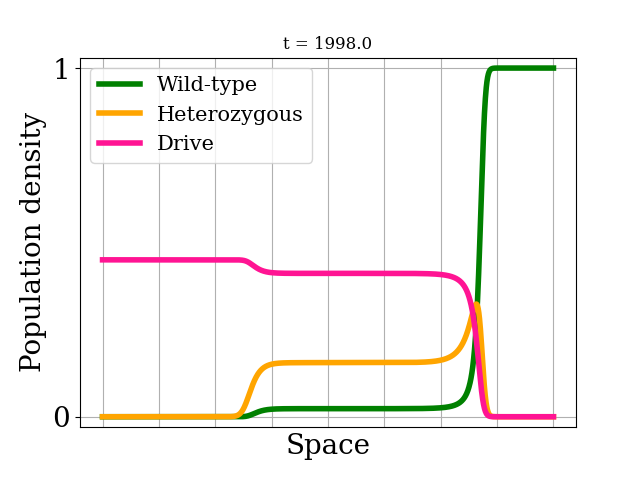 t = 1998.0
1
Wild-type
Heterozygous
Drive
Population density
0
Space